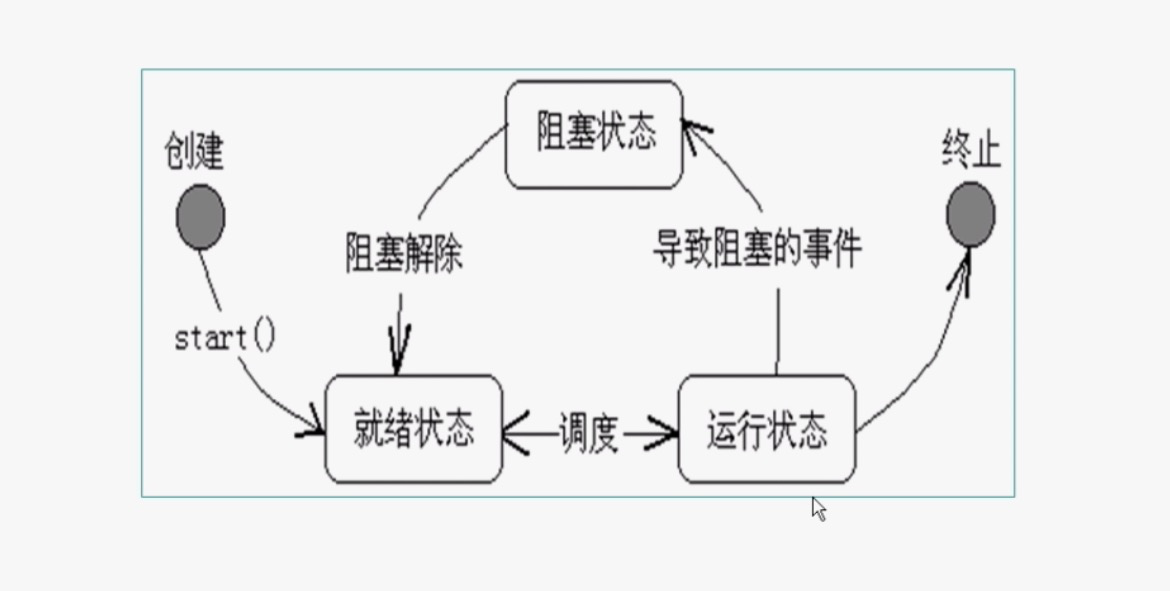 阻塞状态
创建
终止
阻塞解除
导致阻塞的事件
start()
就绪状态
调度
运行状态